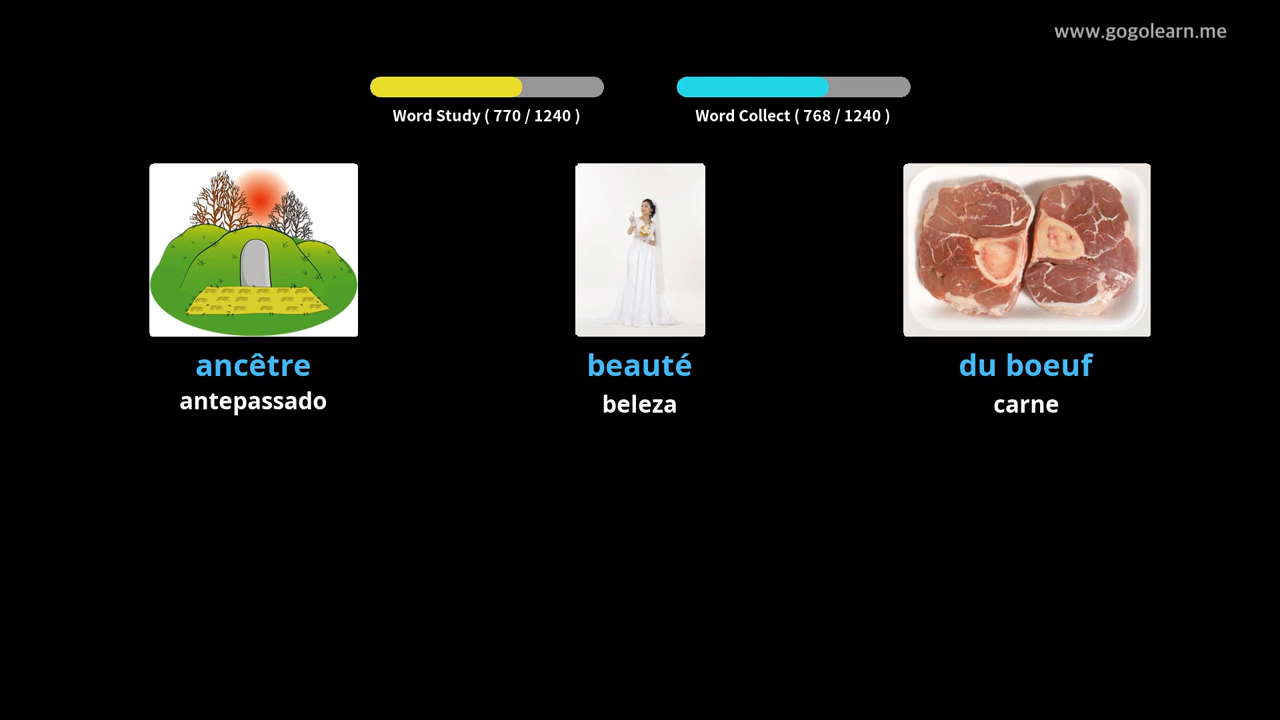 www.gogolearn.me
Word Study ( 770 / 1240 )
Word Collect ( 768 / 1240 )
ancêtre
antepassado
beauté
beleza
du boeuf
carne